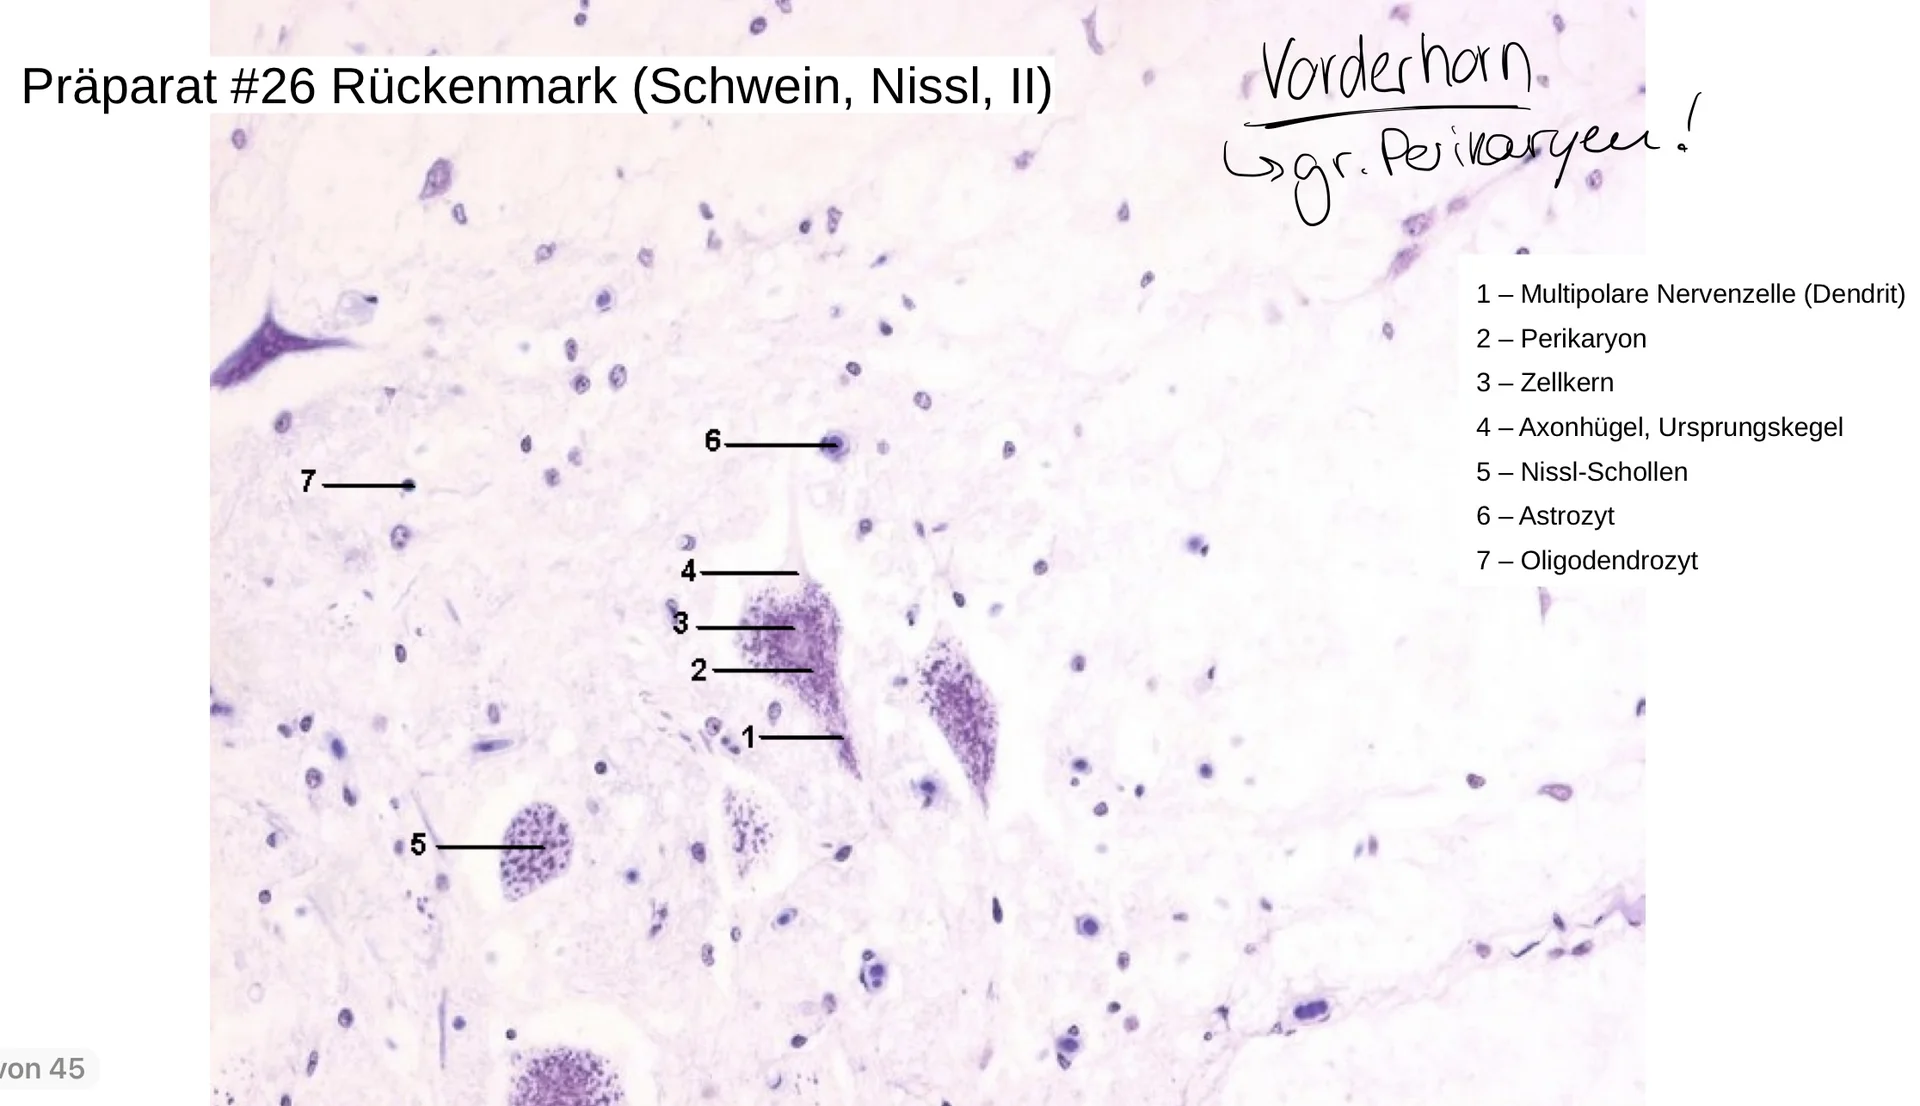 Präparat #26 Rückenmark (Schwein, Nissl, II)
Vorderhorn
↳ gr. Perikaryen!
1 – Multipolare Nervenzelle (Dendrit)
2 – Perikaryon
3 – Zellkern
4 – Axonhügel, Ursprungskegel
5 – Nissl-Schollen
6 – Astrozyt
7 – Oligodendrozyt
6
7
4
3
2
1
5
von 45